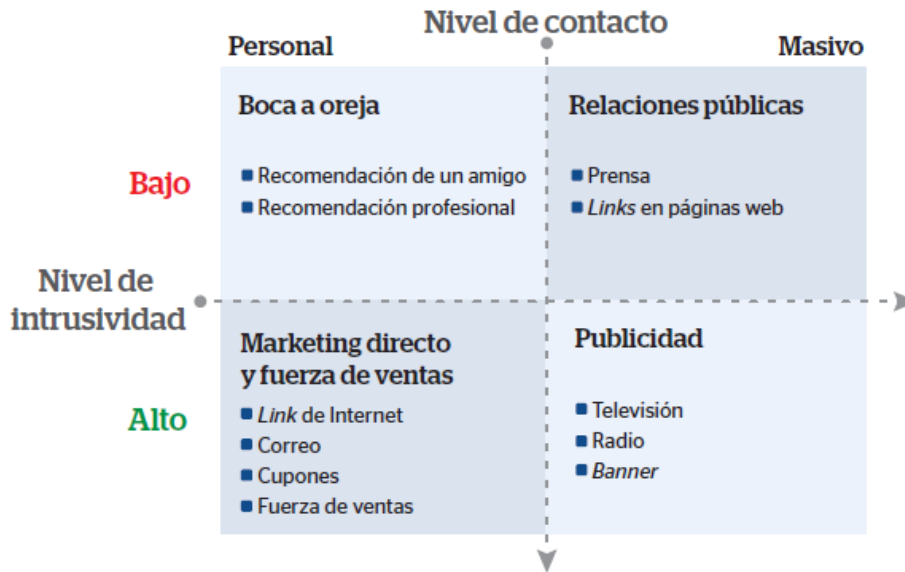 Nivel de contacto
Personal
Masivo
Boca a oreja
Recomendación de un amigo
Recomendación profesional
Relaciones públicas
Prensa
Links en páginas web
Bajo
Nivel de
intrusividad
Alto
Marketing directo
y fuerza de ventas
Link de Internet
Correo
Cupones
Fuerza de ventas
Publicidad
Televisión
Radio
Banner